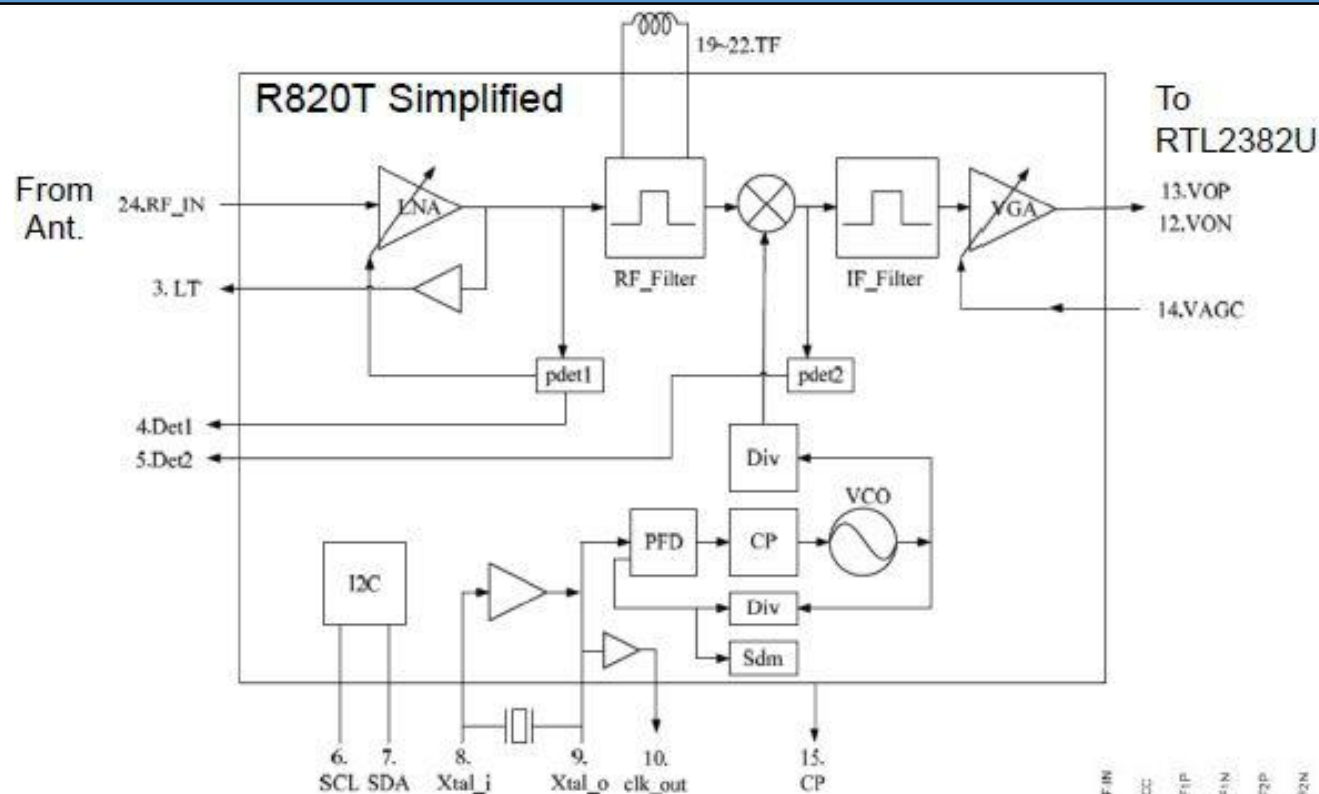 19~22.TF
R820T Simplified
To
RTL2382U
From
Ant.
24.RF_IN
LNA
VGA
13.VOP
12.VON
RF_Filter
IF_Filter
3. LT
14.VAGC
pdet1
pdet2
4.Det1
5.Det2
Div
VCO
PFD
CP
I2C
Div
Sdm
6.
7.
8.
9.
10.
15.
SCL
SDA
Xtal_i
Xtal_o
clk_out
CP